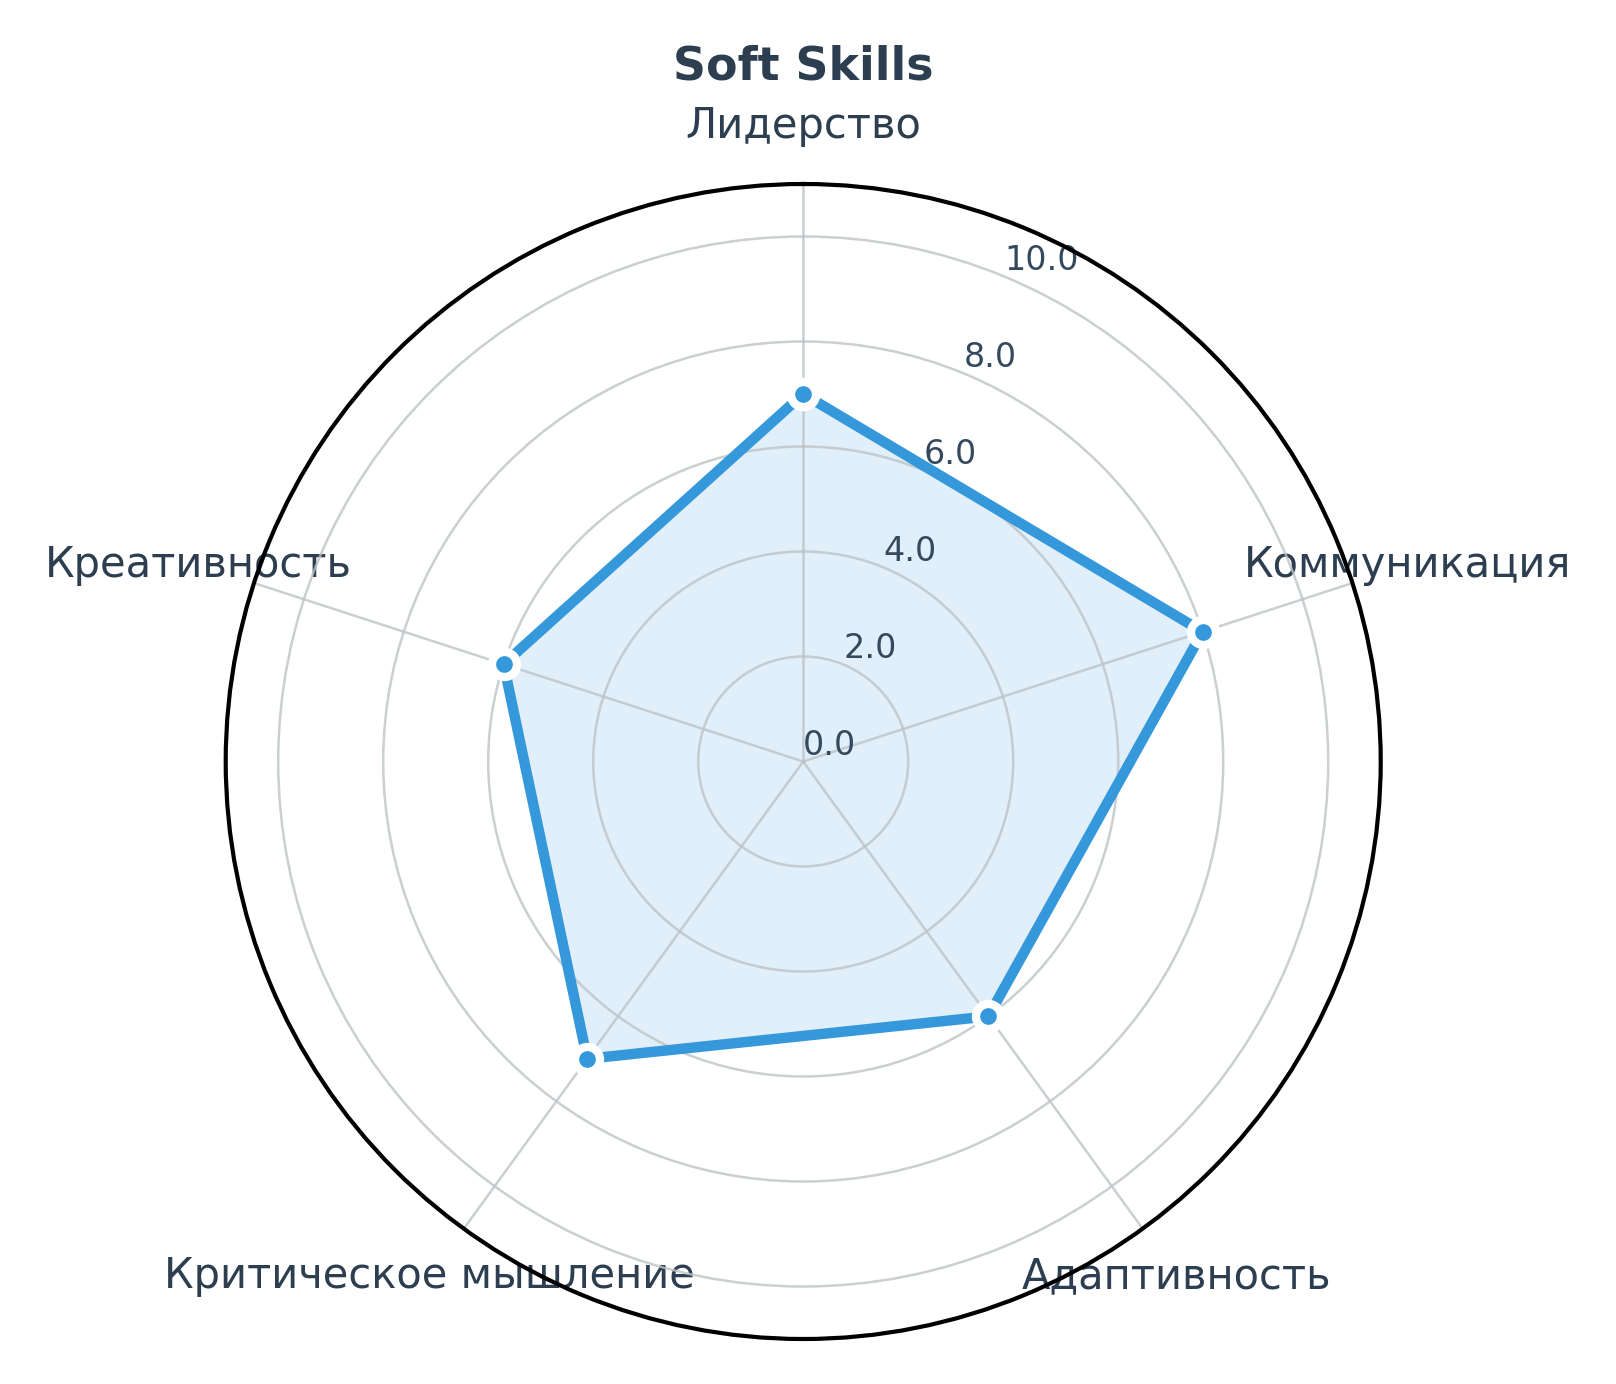 Soft Skills
Лидерство
10.0
8.0
6.0
4.0
Креативность
Коммуникация
2.0
0.0
Критическое мышление
Адаптивность